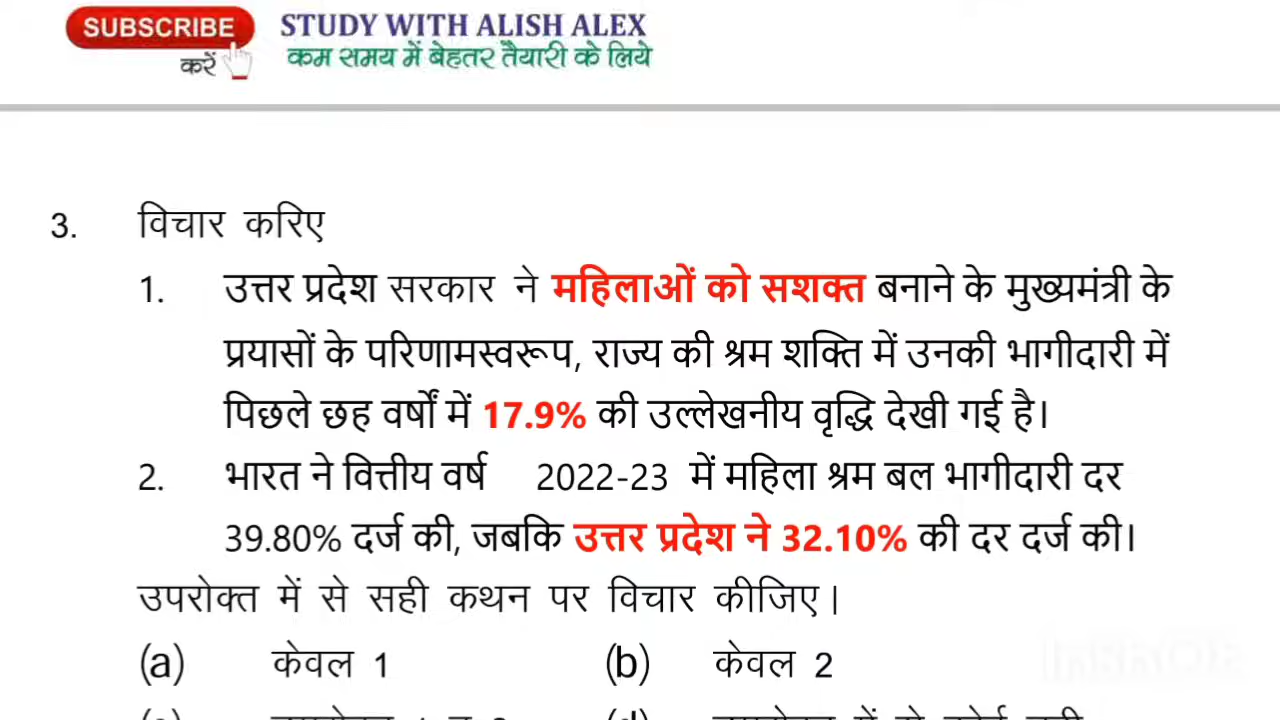 SUBSCRIBE
करें
STUDY WITH ALISH ALEX
कम समय में बेहतर तैयारी के लिये
3. विचार करिए
1. उत्तर प्रदेश सरकार ने महिलाओं को सशक्त बनाने के मुख्यमंत्री के
प्रयासों के परिणामस्वरूप, राज्य की श्रम शक्ति में उनकी भागीदारी में
पिछले छह वर्षों में 17.9% की उल्लेखनीय वृद्धि देखी गई है।
2. भारत ने वित्तीय वर्ष 2022-23 में महिला श्रम बल भागीदारी दर
39.80% दर्ज की, जबकि उत्तर प्रदेश ने 32.10% की दर दर्ज की।
उपरोक्त में से सही कथन पर विचार कीजिए।
(a) केवल 1 (b) केवल 2